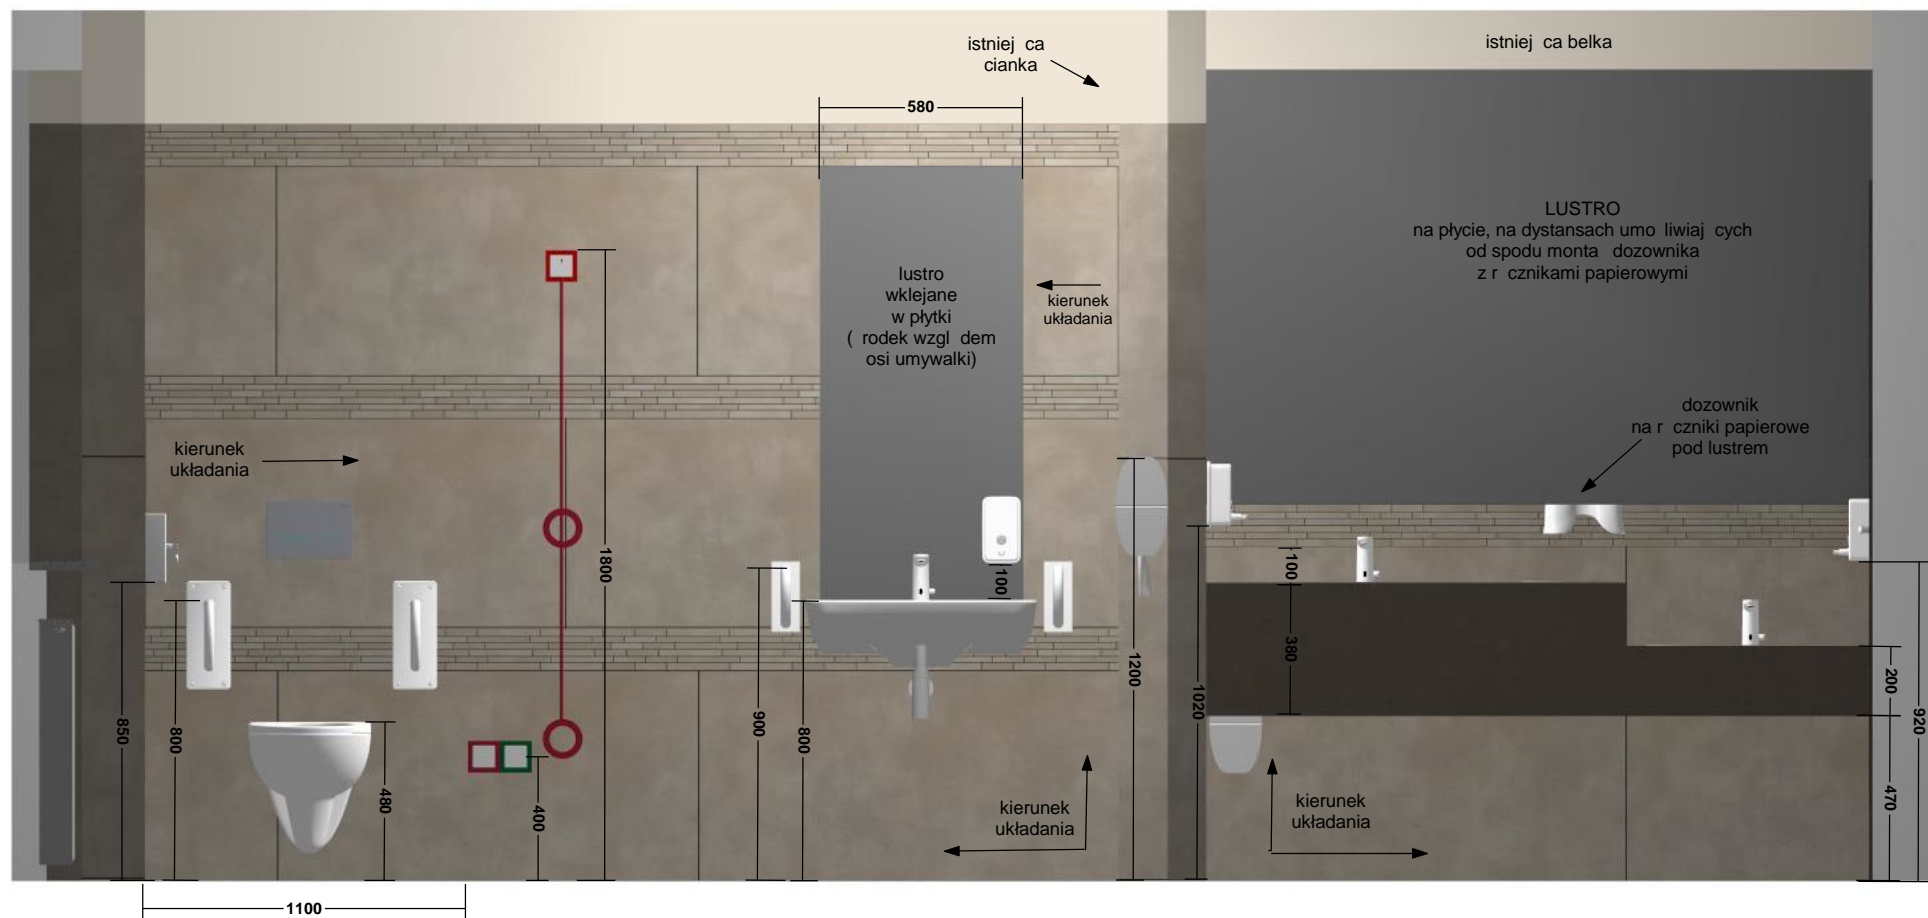 istniej ca
cianka
istniej ca belka
580
LUSTRO
na płycie, na dystansach umo liwiaj cych
od spodu monta dozownika
z r cznikami papierowymi
lustro
wklejane
w płytki
( rodek wzgl dem
osi umywalki)
kierunek
układania
dozownik
na r czniki papierowe
pod lustrem
kierunek
układania
1800
100
100
380
850
800
480
400
900
800
1200
1020
200
920
470
kierunek
układania
kierunek
układania
1100